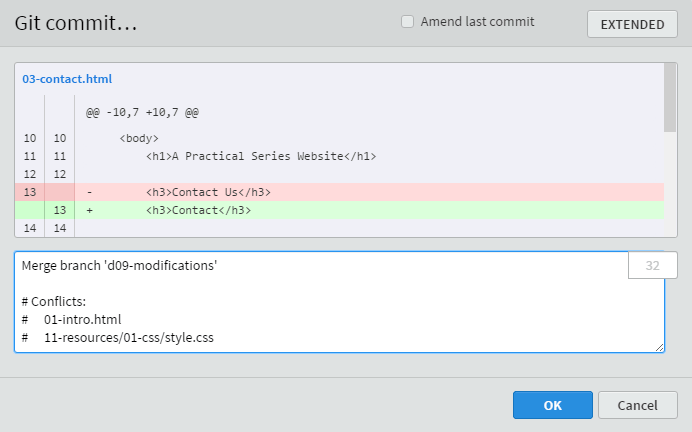 Git commit...
Amend last commit
EXTENDED
03-contact.html
@@ -10,7 +10,7 @@
10 10 <body>
11 11 <h1>A Practical Series Website</h1>
12 12
13 - <h3>Contact Us</h3>
13 + <h3>Contact</h3>
14 14
Merge branch 'd09-modifications'
32
# Conflicts:
# 01-intro.html
# 11-resources/01-css/style.css
OK
Cancel